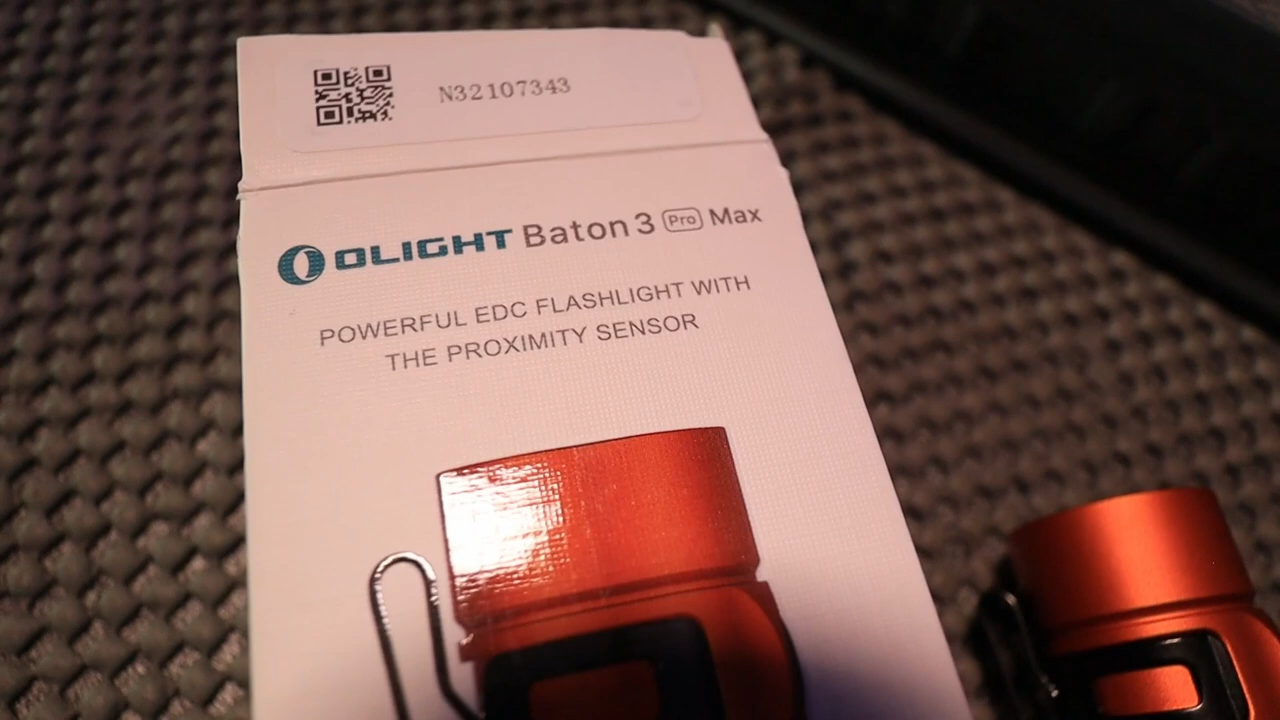 N32107343
OLIGHT Baton 3 Pro Max
POWERFUL EDC FLASHLIGHT WITH
THE PROXIMITY SENSOR